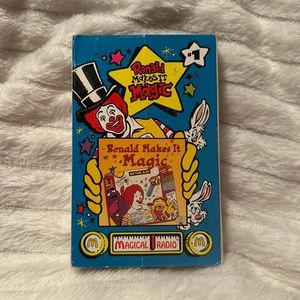 Ronald
MAKES IT
Magic
#1
Ronald Makes It
Magic
MAGICAL RADIO